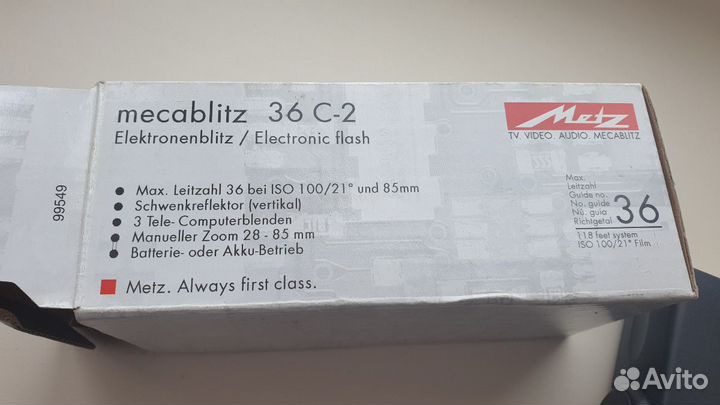 mecablitz 36 C-2
Elektronenblitz / Electronic flash
• Max. Leitzahl 36 bei ISO 100/21° und 85mm
• Schwenkreflektor (vertikal)
• 3 Tele-Computerblenden
• Manueller Zoom 28 - 85 mm
• Batterie- oder Akku-Betrieb
Metz. Always first class.
Metz
TV. VIDEO. AUDIO. MECABLITZ
Max.
Leitzahl
Guide no.
No. guide
Nú. guia
Richtgetal
36
118 feet system
ISO 100/21° Film
99549
Avito